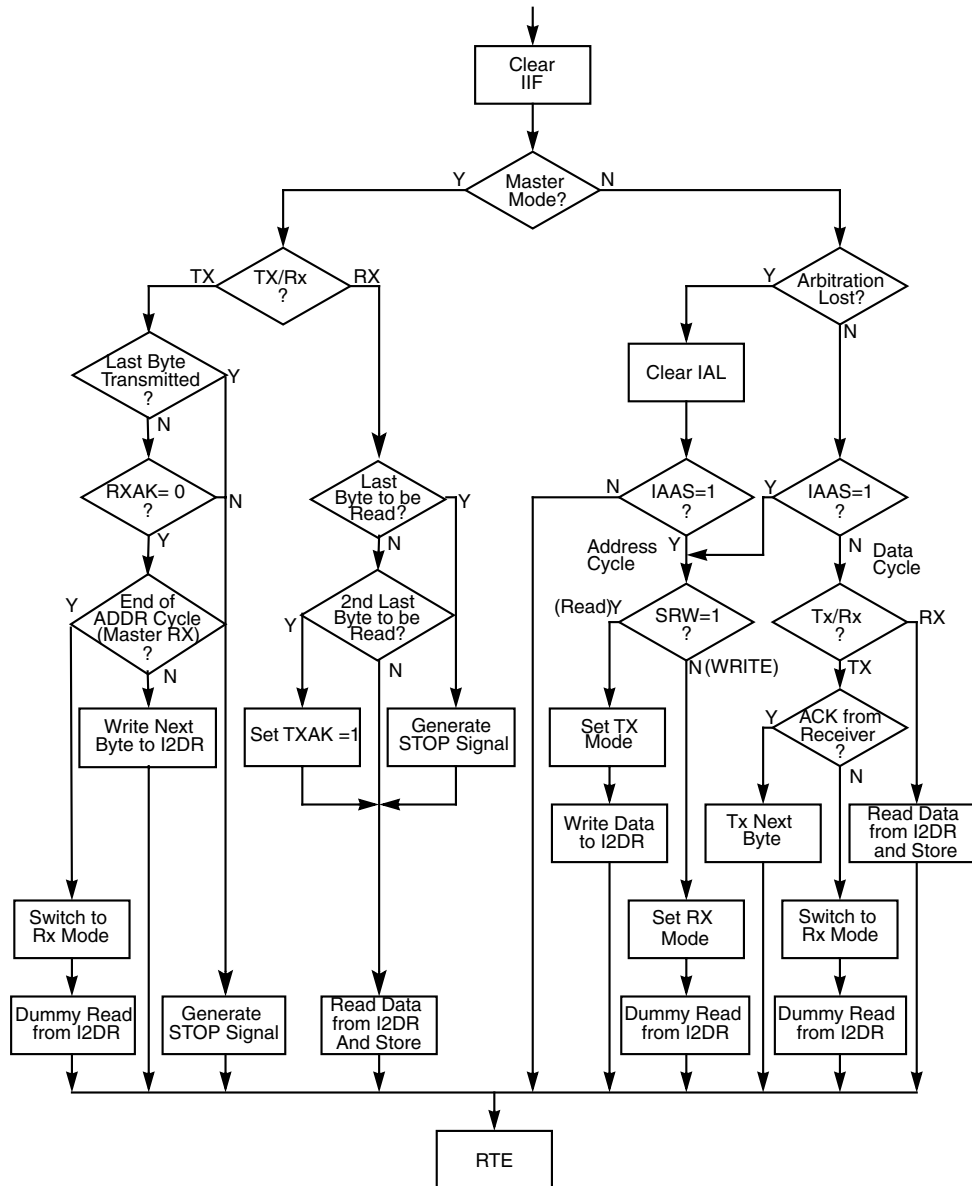 Clear
IIF
Y
Master
Mode?
N
TX
TX/Rx
?
RX
Y
Arbitration
Lost?
N
Last Byte
Transmitted
?
Y
N
Clear IAL
RXAK= 0
?
N
Y
Last
Byte to be
Read?
Y
N
N
IAAS=1
?
Y
Address
Cycle
Y
IAAS=1
?
N
Data
Cycle
Y
End of
ADDR Cycle
(Master RX)
?
N
Y
2nd Last
Byte to be
Read?
N
(Read)
Y
SRW=1
?
N
(WRITE)
Tx/Rx
?
RX
TX
Write Next
Byte to I2DR
Set TXAK =1
Generate
STOP Signal
Set TX
Mode
Y
ACK from
Receiver
?
N
Write Data
to I2DR
Tx Next
Byte
Read Data
from I2DR
and Store
Switch to
Rx Mode
Set RX
Mode
Switch to
Rx Mode
Dummy Read
from I2DR
Generate
STOP Signal
Read Data
from I2DR
And Store
Dummy Read
from I2DR
Dummy Read
from I2DR
RTE